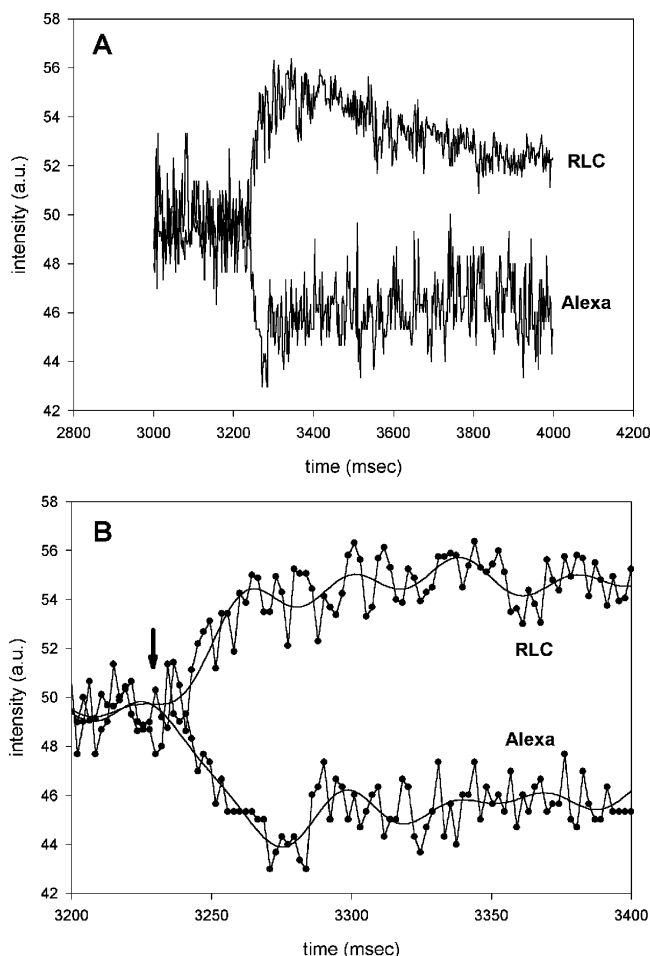 A
58
56
54
52
50
48
46
44
42
intensity (a.u.)
RLC
Alexa
2800 3000 3200 3400 3600 3800 4000 4200
time (msec)
B
58
56
54
52
50
48
46
44
42
intensity (a.u.)
RLC
Alexa
3200 3250 3300 3350 3400
time (msec)